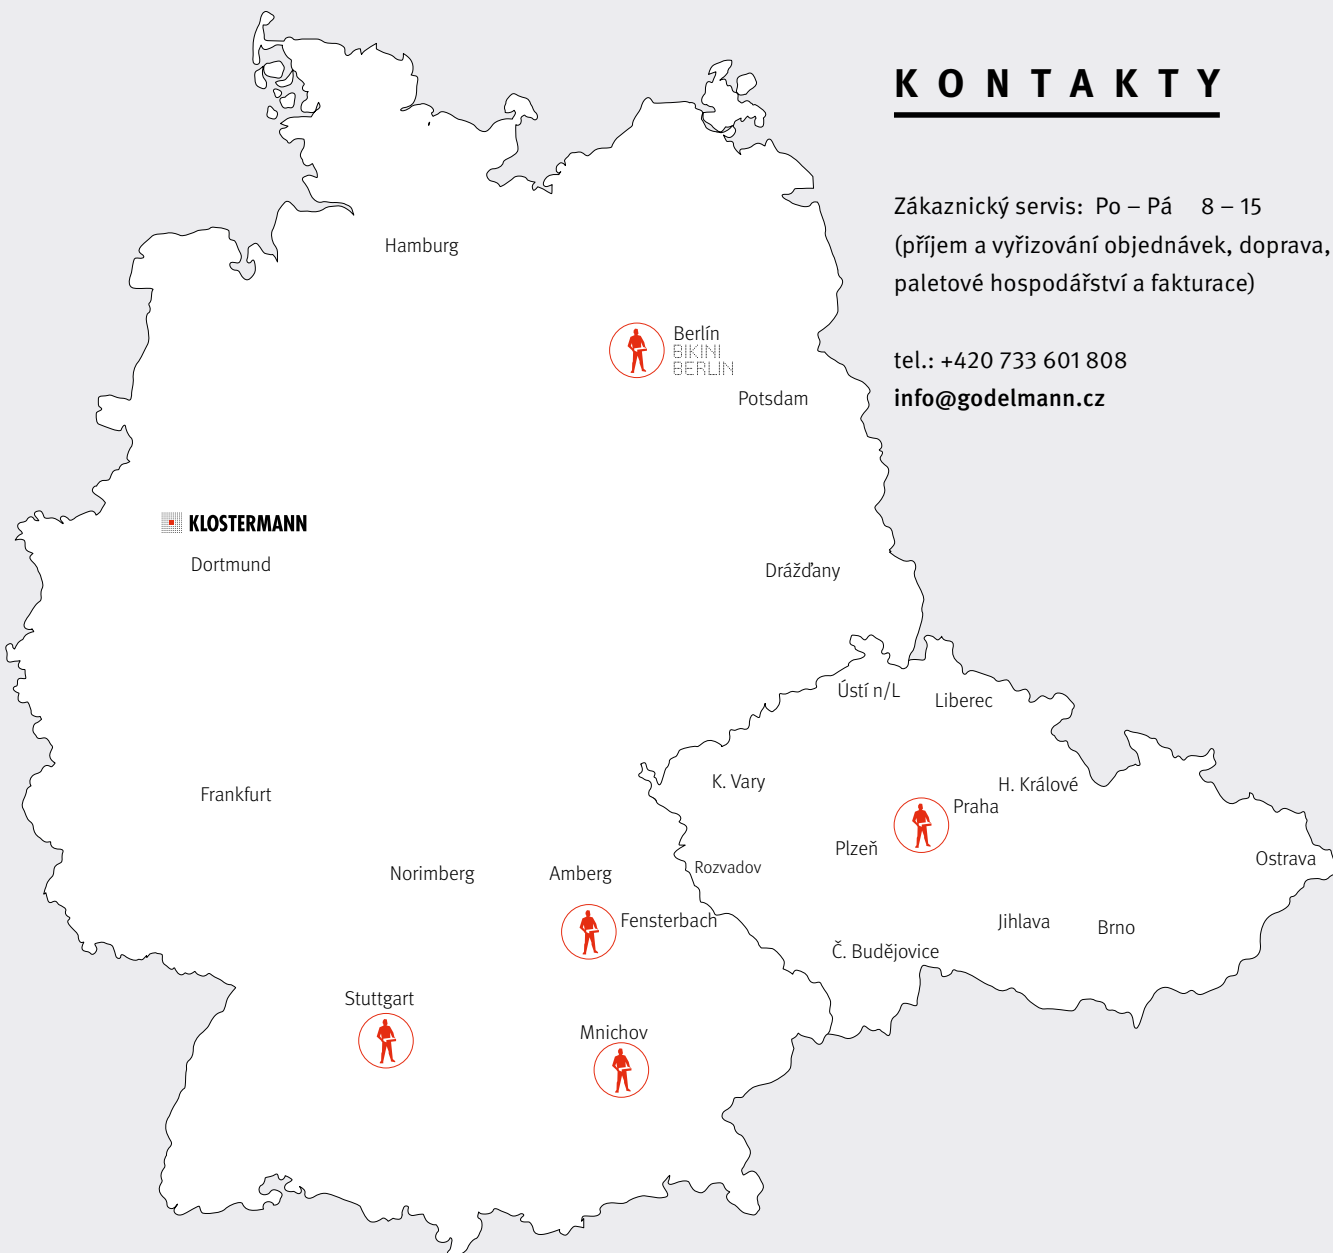 KONTAKTY
Zákaznický servis: Po – Pá 8 – 15
(příjem a vyřizování objednávek, doprava,
paletové hospodářství a fakturace)
tel.: +420 733 601 808
info@godelmann.cz
Hamburg
Berlín
BIKINI
BERLIN
Potsdam
KLOSTERMANN
Dortmund
Drážďany
Ústí n/L
Liberec
K. Vary
H. Králové
Frankfurt
Praha
Plzeň
Ostrava
Rozvadov
Norimberg
Amberg
Fensterbach
Jihlava
Brno
Č. Budějovice
Stuttgart
Mnichov